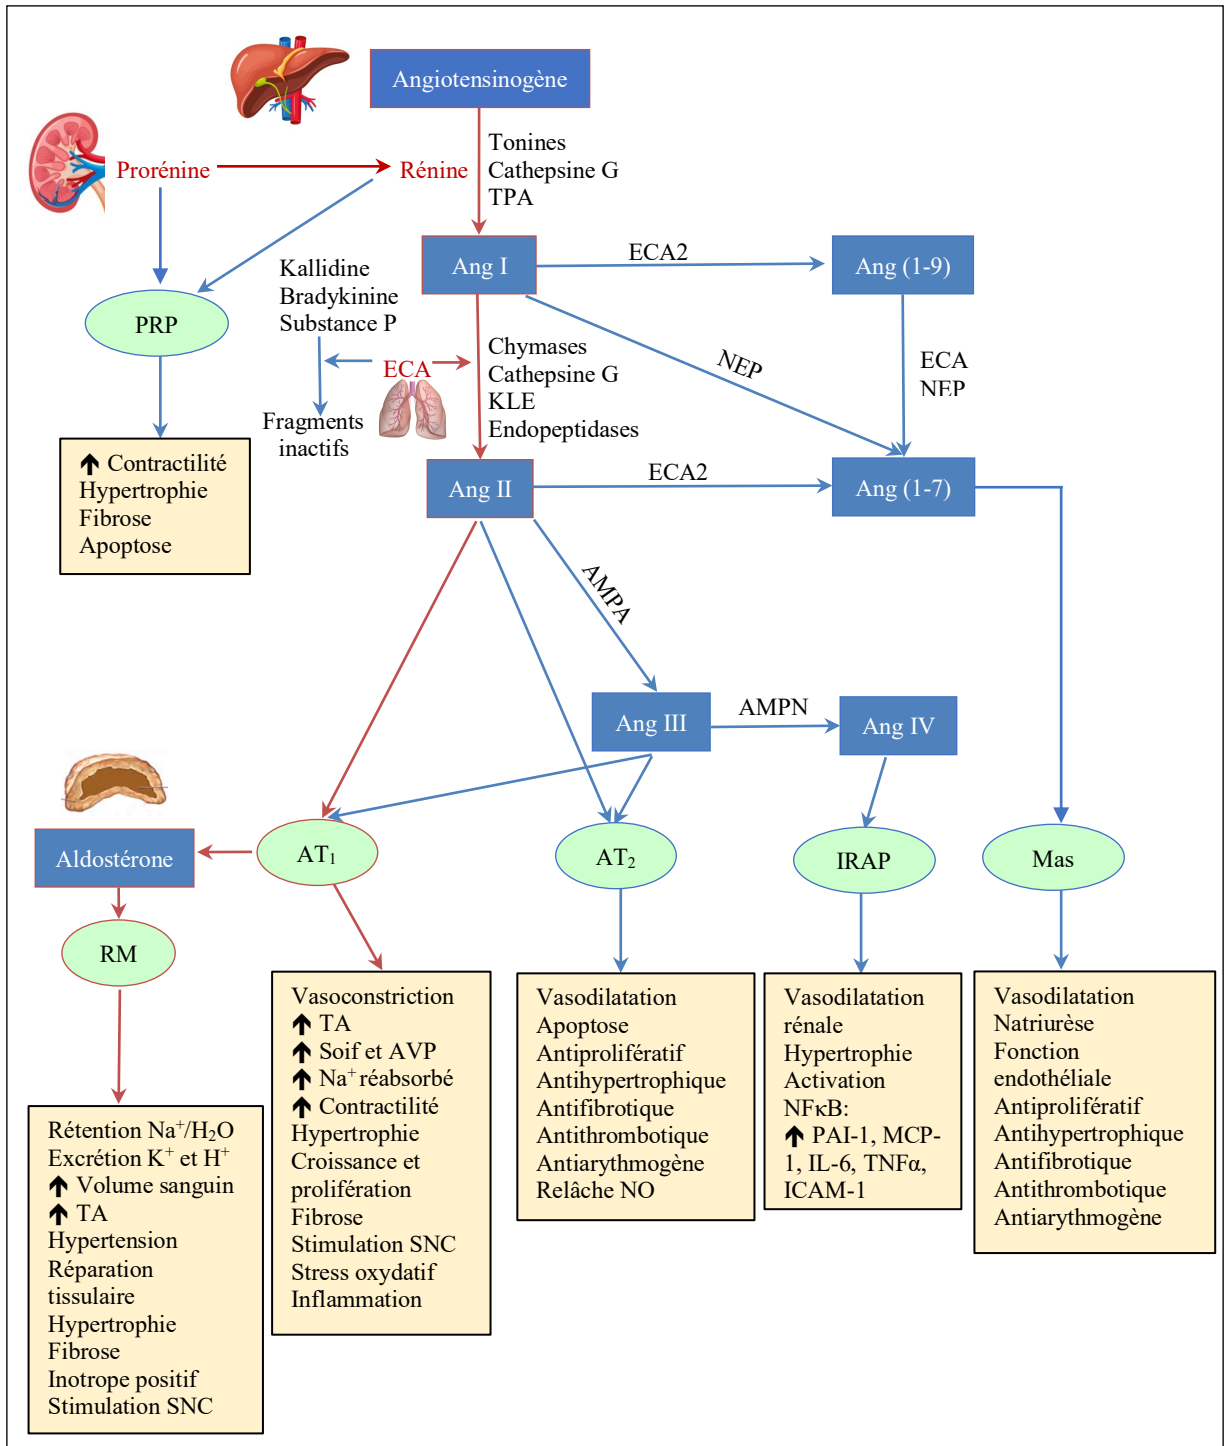 Angiotensinogène
Tonines
Cathepsine G
TPA
Prorénine
Rénine
Ang I
ECA2
Ang (1-9)
Kallidine
Bradykinine
Substance P
PRP
ECA
Chymases
Cathepsine G
KLE
Endopeptidases
NEP
ECA
NEP
Fragments
inactifs
↑ Contractilité
Hypertrophie
Fibrose
Apoptose
Ang II
ECA2
Ang (1-7)
AMPA
Ang III
AMPN
Ang IV
Aldostérone
AT₁
AT₂
IRAP
Mas
RM
Rétention Na⁺/H₂O
Excrétion K⁺ et H⁺
↑ Volume sanguin
↑ TA
Hypertension
Réparation
tissulaire
Hypertrophie
Fibrose
Inotrope positif
Stimulation SNC
Vasoconstriction
↑ TA
↑ Soif et AVP
↑ Na⁺ réabsorbé
↑ Contractilité
Hypertrophie
Croissance et
prolifération
Fibrose
Stimulation SNC
Stress oxydatif
Inflammation
Vasodilatation
Apoptose
Antiprolifératif
Antihypertrophique
Antifibrotique
Antithrombotique
Antiarythmogène
Relâche NO
Vasodilatation
rénale
Hypertrophie
Activation
NFκB:
↑ PAI-1, MCP-
1, IL-6, TNFα,
ICAM-1
Vasodilatation
Natriurèse
Fonction
endothéliale
Antiprolifératif
Antihypertrophique
Antifibrotique
Antithrombotique
Antiarythmogène